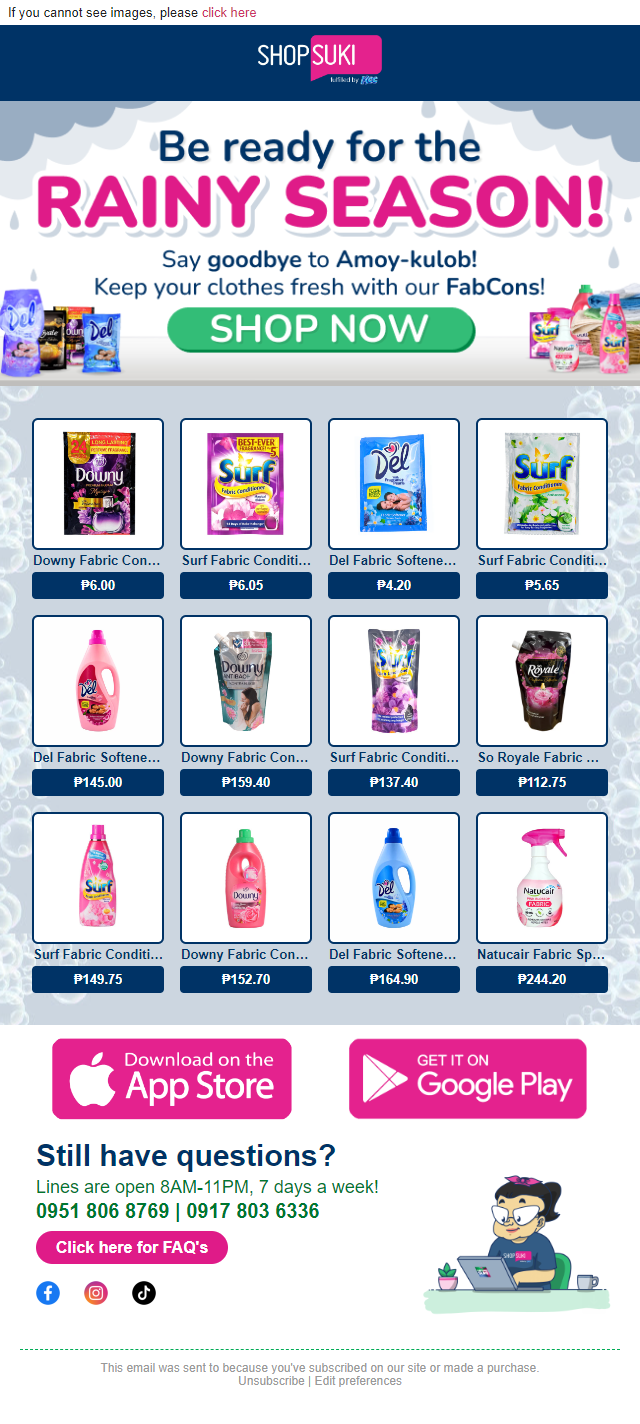 If you cannot see images, please click here
SHOPSUKI
fulfilled by
Be ready for the
RAINY SEASON!
Say goodbye to Amoy-kulob!
Keep your clothes fresh with our FabCons!
SHOP NOW
Downy Fabric Con...
Surf Fabric Conditi...
Del Fabric Softene...
Surf Fabric Conditi...
₱6.00
₱6.05
₱4.20
₱5.65
Del Fabric Softene...
Downy Fabric Con...
Surf Fabric Conditi...
So Royale Fabric ...
₱145.00
₱159.40
₱137.40
₱112.75
Surf Fabric Conditi...
Downy Fabric Con...
Del Fabric Softene...
Natucair Fabric Sp...
₱149.75
₱152.70
₱164.90
₱244.20
Download on the
App Store
GET IT ON
Google Play
Still have questions?
Lines are open 8AM-11PM, 7 days a week!
0951 806 8769 | 0917 803 6336
Click here for FAQ's
SHOPSUKI
This email was sent to because you've subscribed on our site or made a purchase.
Unsubscribe | Edit preferences